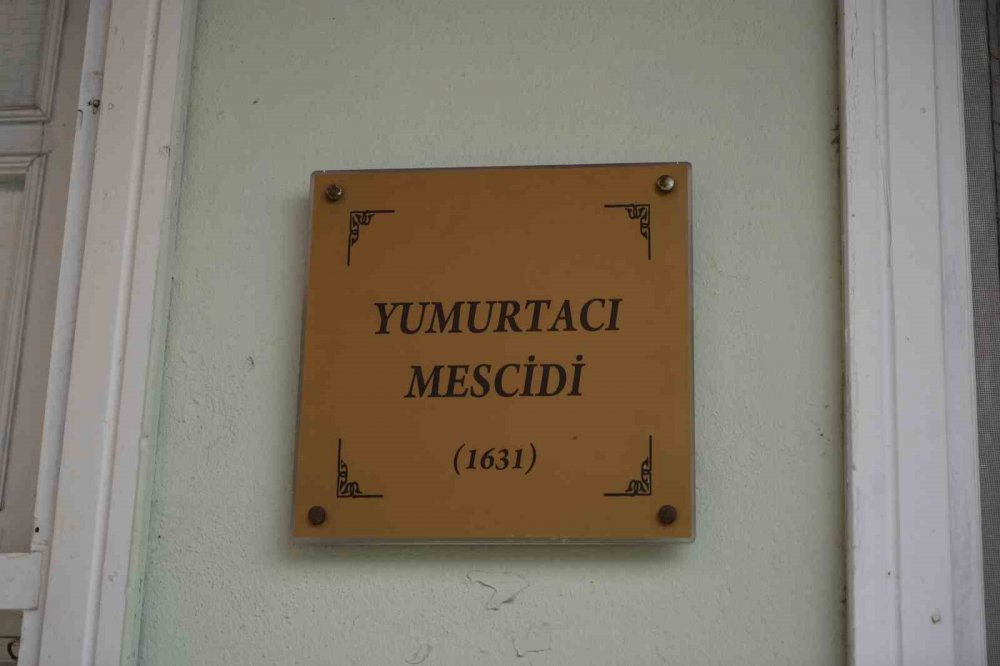 YUMURTACI
MESCİDİ
(1631)